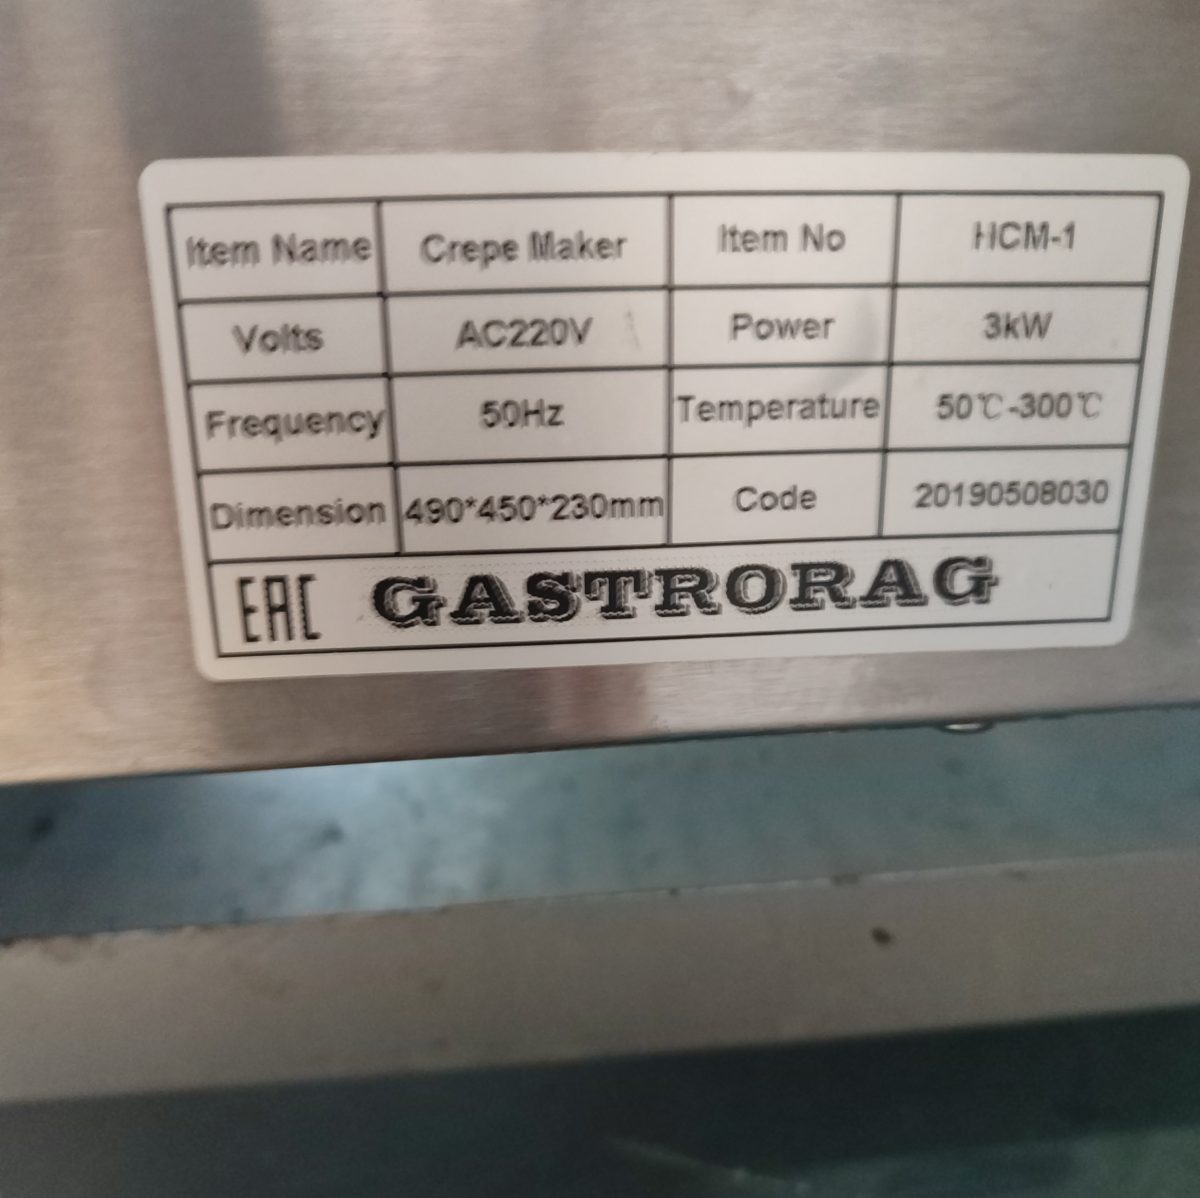 Item Name Crepe Maker Item No HCM-1
Volts AC220V Power 3kW
Frequency 50Hz Temperature 50℃-300℃
Dimension 490*450*230mm Code 20190508030
EAC GASTRORAG